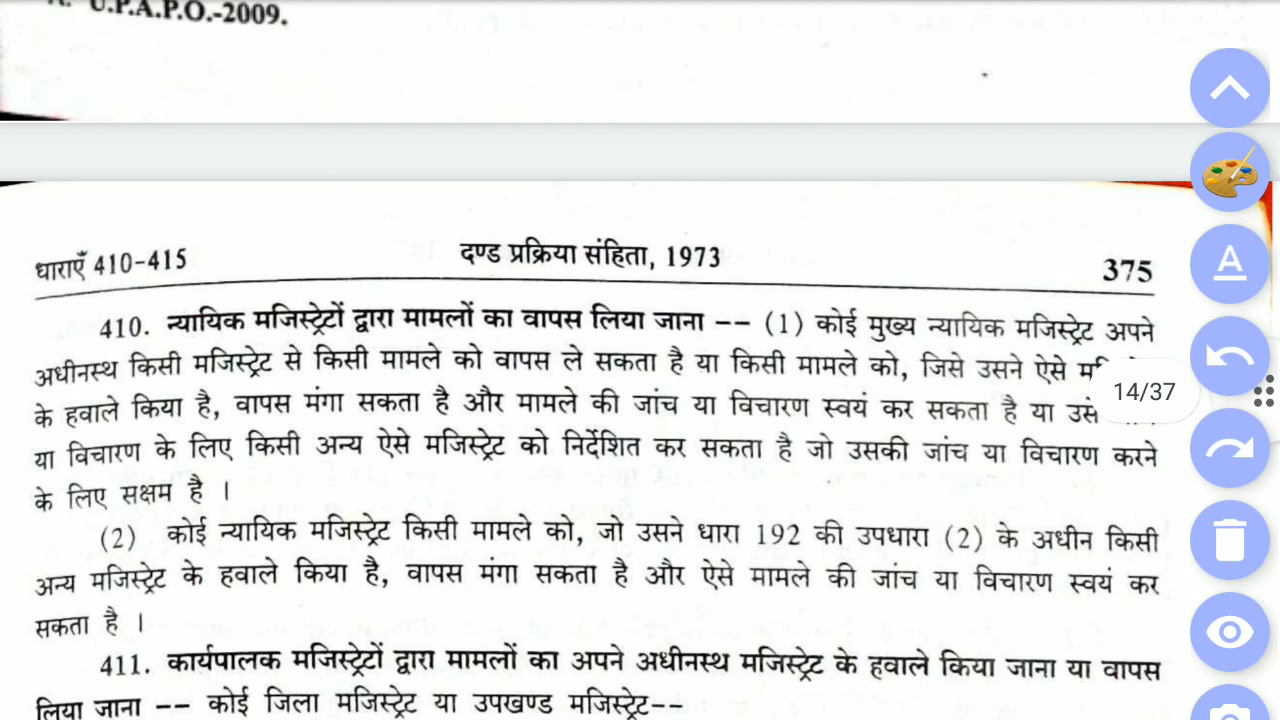 U.P.A.P.O.-2009.
धाराएँ 410-415
दण्ड प्रक्रिया संहिता, 1973
375
410. न्यायिक मजिस्ट्रेटों द्वारा मामलों का वापस लिया जाना -- (1) कोई मुख्य न्यायिक मजिस्ट्रेट अपने
अधीनस्थ किसी मजिस्ट्रेट से किसी मामले को वापस ले सकता है या किसी मामले को, जिसे उसने ऐसे
के हवाले किया है, वापस मंगा सकता है और मामले की जांच या विचारण स्वयं कर सकता है या उसे
14/37
या विचारण के लिए किसी अन्य ऐसे मजिस्ट्रेट को निर्देशित कर सकता है जो उसकी जांच या विचारण करने
के लिए सक्षम है ।
(2) कोई न्यायिक मजिस्ट्रेट किसी मामले को, जो उसने धारा 192 की उपधारा (2) के अधीन किसी
अन्य मजिस्ट्रेट के हवाले किया है, वापस मंगा सकता है और ऐसे मामले की जांच या विचारण स्वयं कर
सकता है ।
411. कार्यपालक मजिस्ट्रेटों द्वारा मामलों का अपने अधीनस्थ मजिस्ट्रेट के हवाले किया जाना या वापस
लिया जाना -- कोई जिला मजिस्ट्रेट या उपखण्ड मजिस्ट्रेट--
A